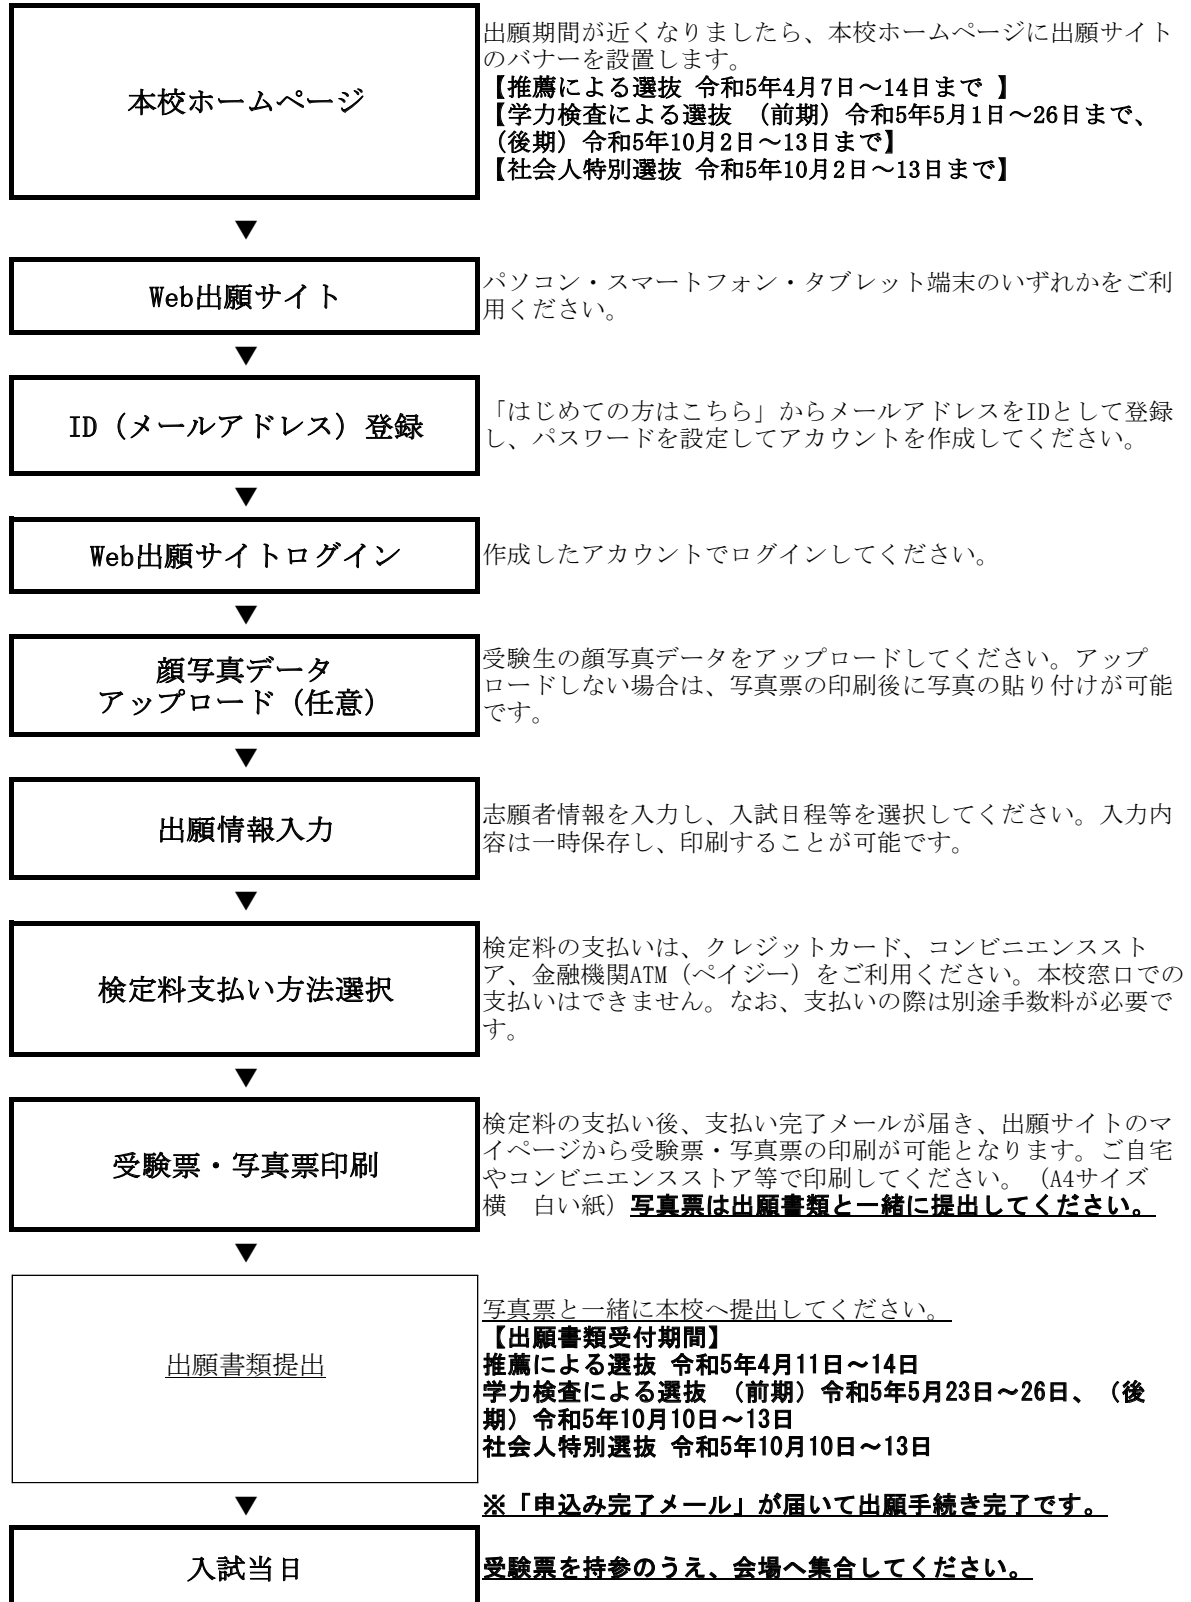 本校ホームページ
出願期間が近くなりましたら、本校ホームページに出願サイト
のバナーを設置します。
【推薦による選抜 令和5年4月7日～14日まで 】
【学力検査による選抜 （前期）令和5年5月1日～26日まで、
（後期）令和5年10月2日～13日まで】
【社会人特別選抜 令和5年10月2日～13日まで】
▼
Web出願サイト
パソコン・スマートフォン・タブレット端末のいずれかをご利
用ください。
▼
ID（メールアドレス）登録
「はじめての方はこちら」からメールアドレスをIDとして登録
し、パスワードを設定してアカウントを作成してください。
▼
Web出願サイトログイン
作成したアカウントでログインしてください。
▼
顔写真データ
アップロード（任意）
受験生の顔写真データをアップロードしてください。アップ
ロードしない場合は、写真票の印刷後に写真の貼り付けが可能
です。
▼
出願情報入力
志願者情報を入力し、入試日程等を選択してください。入力内
容は一時保存し、印刷することが可能です。
▼
検定料支払い方法選択
検定料の支払いは、クレジットカード、コンビニエンススト
ア、金融機関ATM（ペイジー）をご利用ください。本校窓口での
支払いはできません。なお、支払いの際は別途手数料が必要で
す。
▼
受験票・写真票印刷
検定料の支払い後、支払い完了メールが届き、出願サイトのマ
イページから受験票・写真票の印刷が可能となります。ご自宅
やコンビニエンスストア等で印刷してください。（A4サイズ
横　白い紙）写真票は出願書類と一緒に提出してください。
▼
出願書類提出
写真票と一緒に本校へ提出してください。
【出願書類受付期間】
推薦による選抜 令和5年4月11日～14日
学力検査による選抜 （前期）令和5年5月23日～26日、（後
期）令和5年10月10日～13日
社会人特別選抜 令和5年10月10日～13日
※「申込み完了メール」が届いて出願手続き完了です。
▼
入試当日
受験票を持参のうえ、会場へ集合してください。